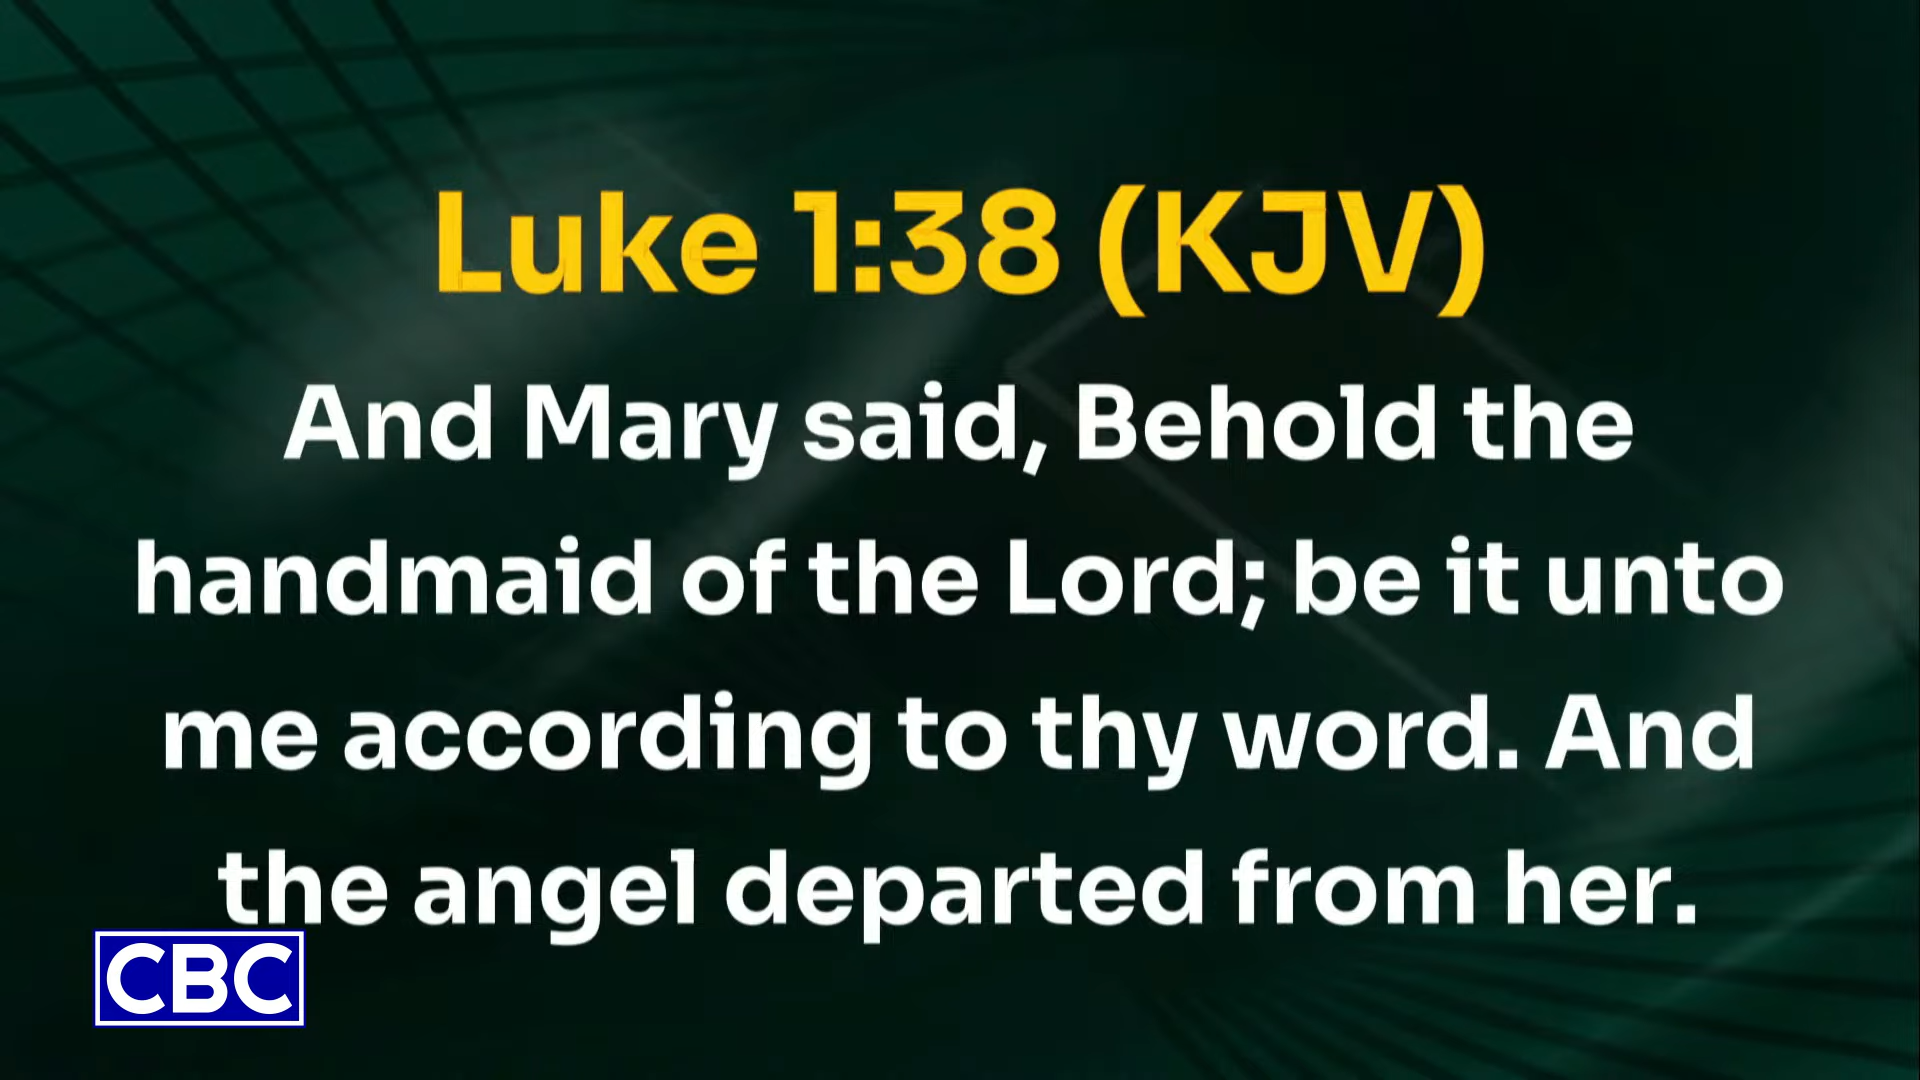 Luke 1:38 (KJV)
And Mary said, Behold the
handmaid of the Lord; be it unto
me according to thy word. And
the angel departed from her.
CBC